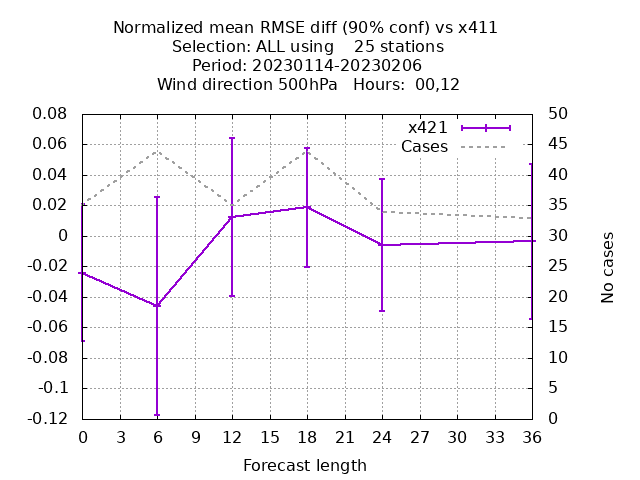 Normalized mean RMSE diff (90% conf) vs x411
Selection: ALL using    25 stations
Period: 20230114-20230206
Wind direction 500hPa   Hours:  00,12
0.08
0.06
0.04
0.02
0
-0.02
-0.04
-0.06
-0.08
-0.1
-0.12
x421
Cases
50
45
40
35
30
25
20
15
10
5
0
No cases
0 3 6 9 12 15 18 21 24 27 30 33 36
Forecast length